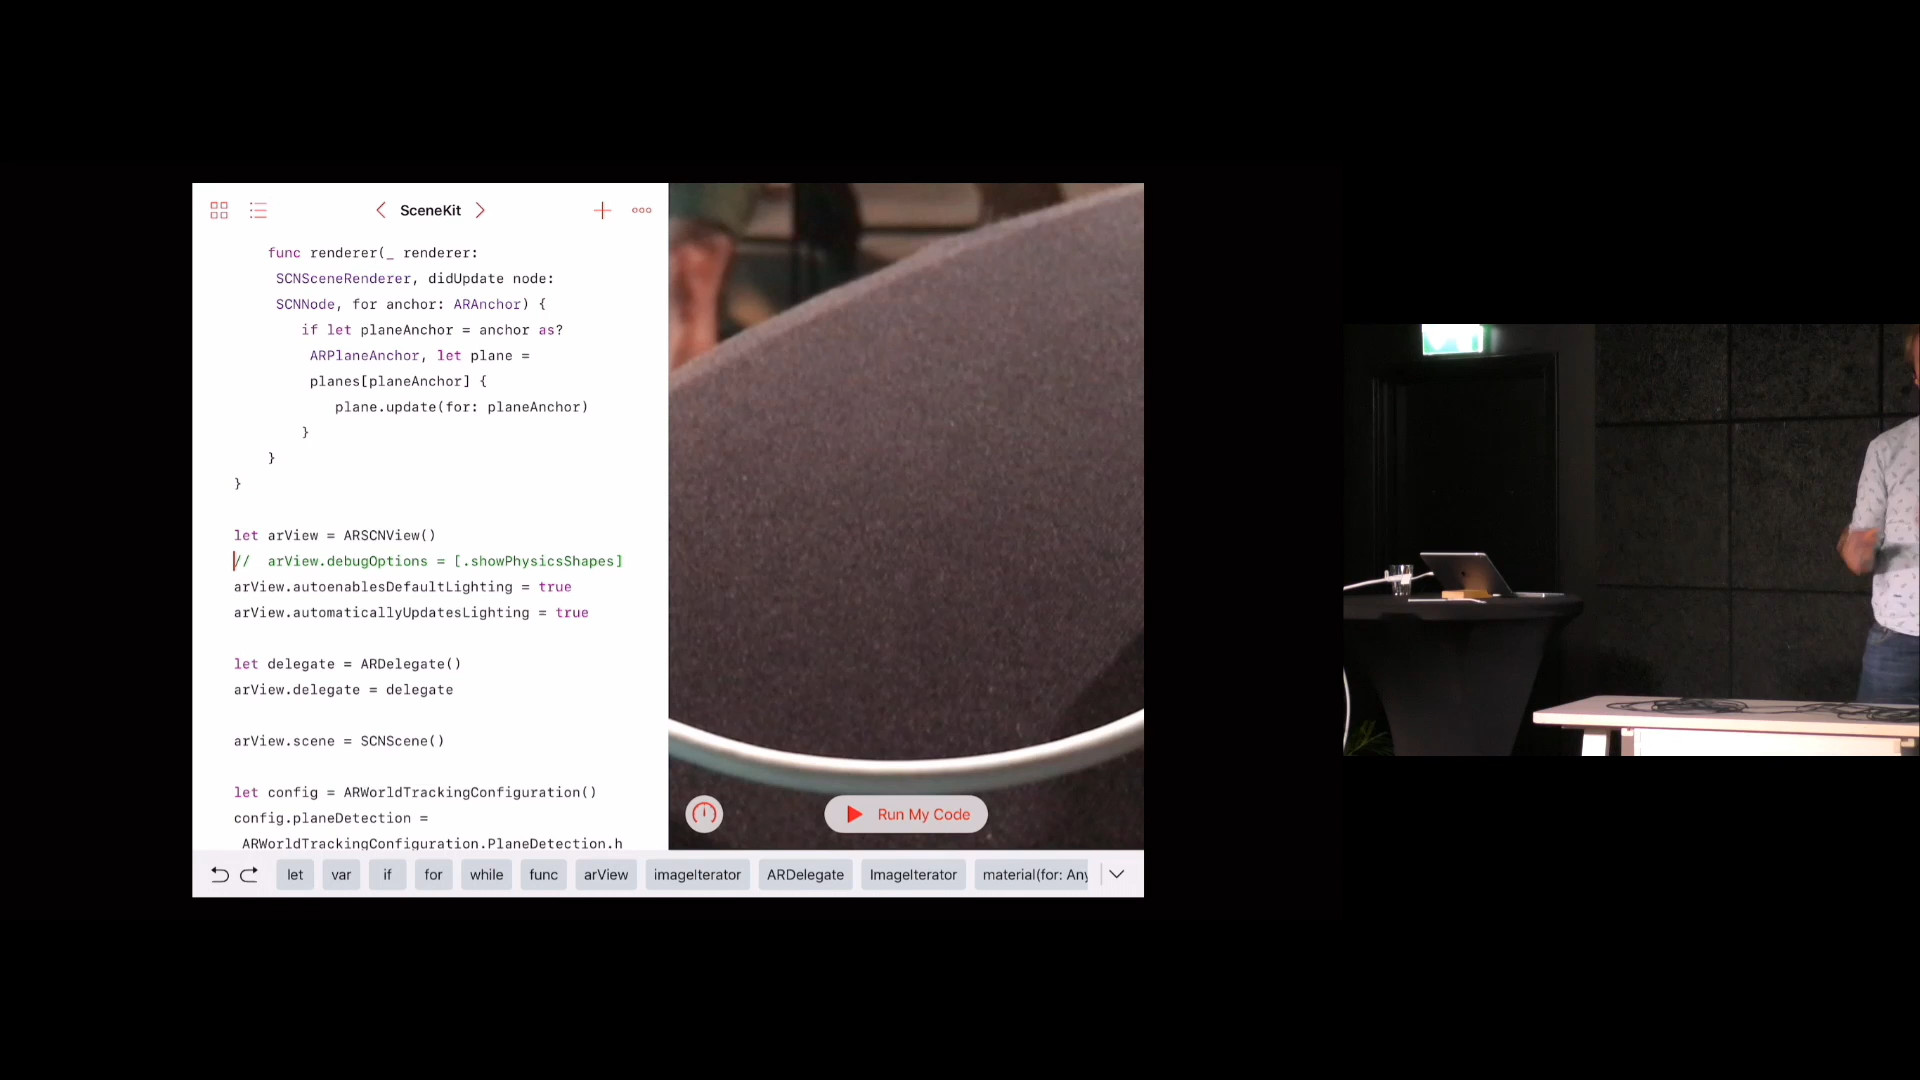 SceneKit
func renderer(_ renderer:
SCNSceneRenderer, didUpdate node:
SCNNode, for anchor: ARAnchor) {
if let planeAnchor = anchor as?
ARPlaneAnchor, let plane =
planes[planeAnchor] {
plane.update(for: planeAnchor)
}
}
}
let arView = ARSCNView()
// arView.debugOptions = [.showPhysicsShapes]
arView.autoenablesDefaultLighting = true
arView.automaticallyUpdatesLighting = true
let delegate = ARDelegate()
arView.delegate = delegate
arView.scene = SCNScene()
let config = ARWorldTrackingConfiguration()
config.planeDetection =
ARWorldTrackingConfiguration.PlaneDetection.h
Run My Code
let var if for while func arView imageIterator ARDelegate ImageIterator material(for: Any